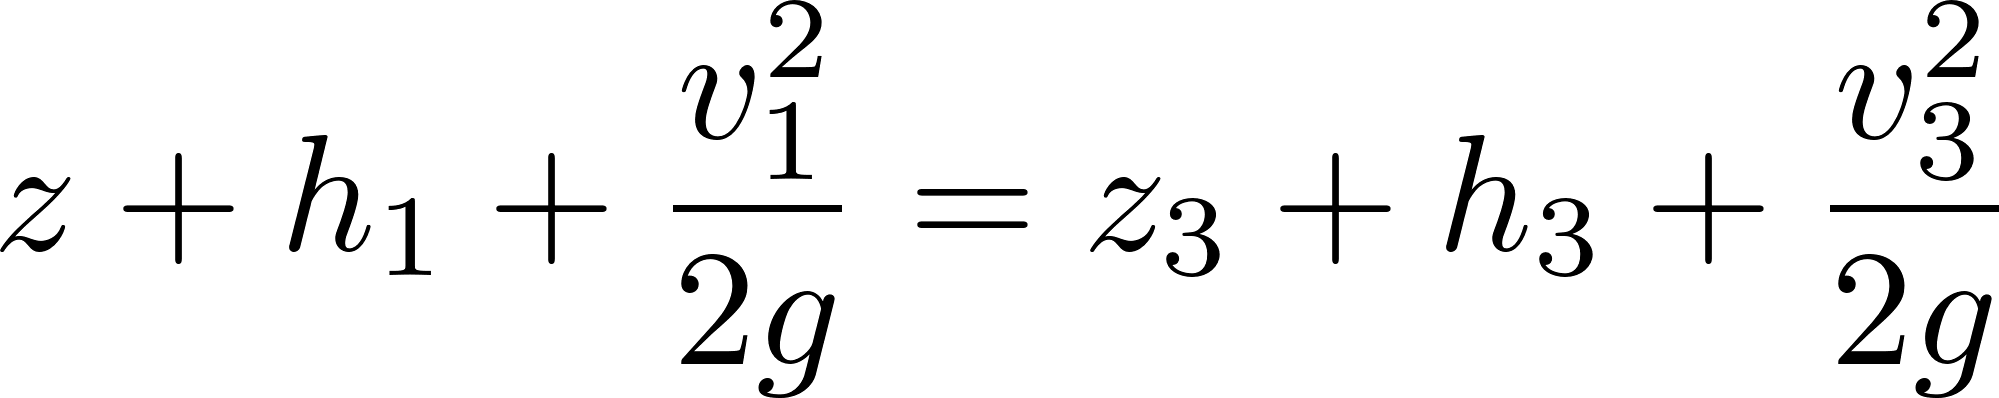 z + h_1 + \frac{v_1^2}{2g} = z_3 + h_3 + \frac{v_3^2}{2g}